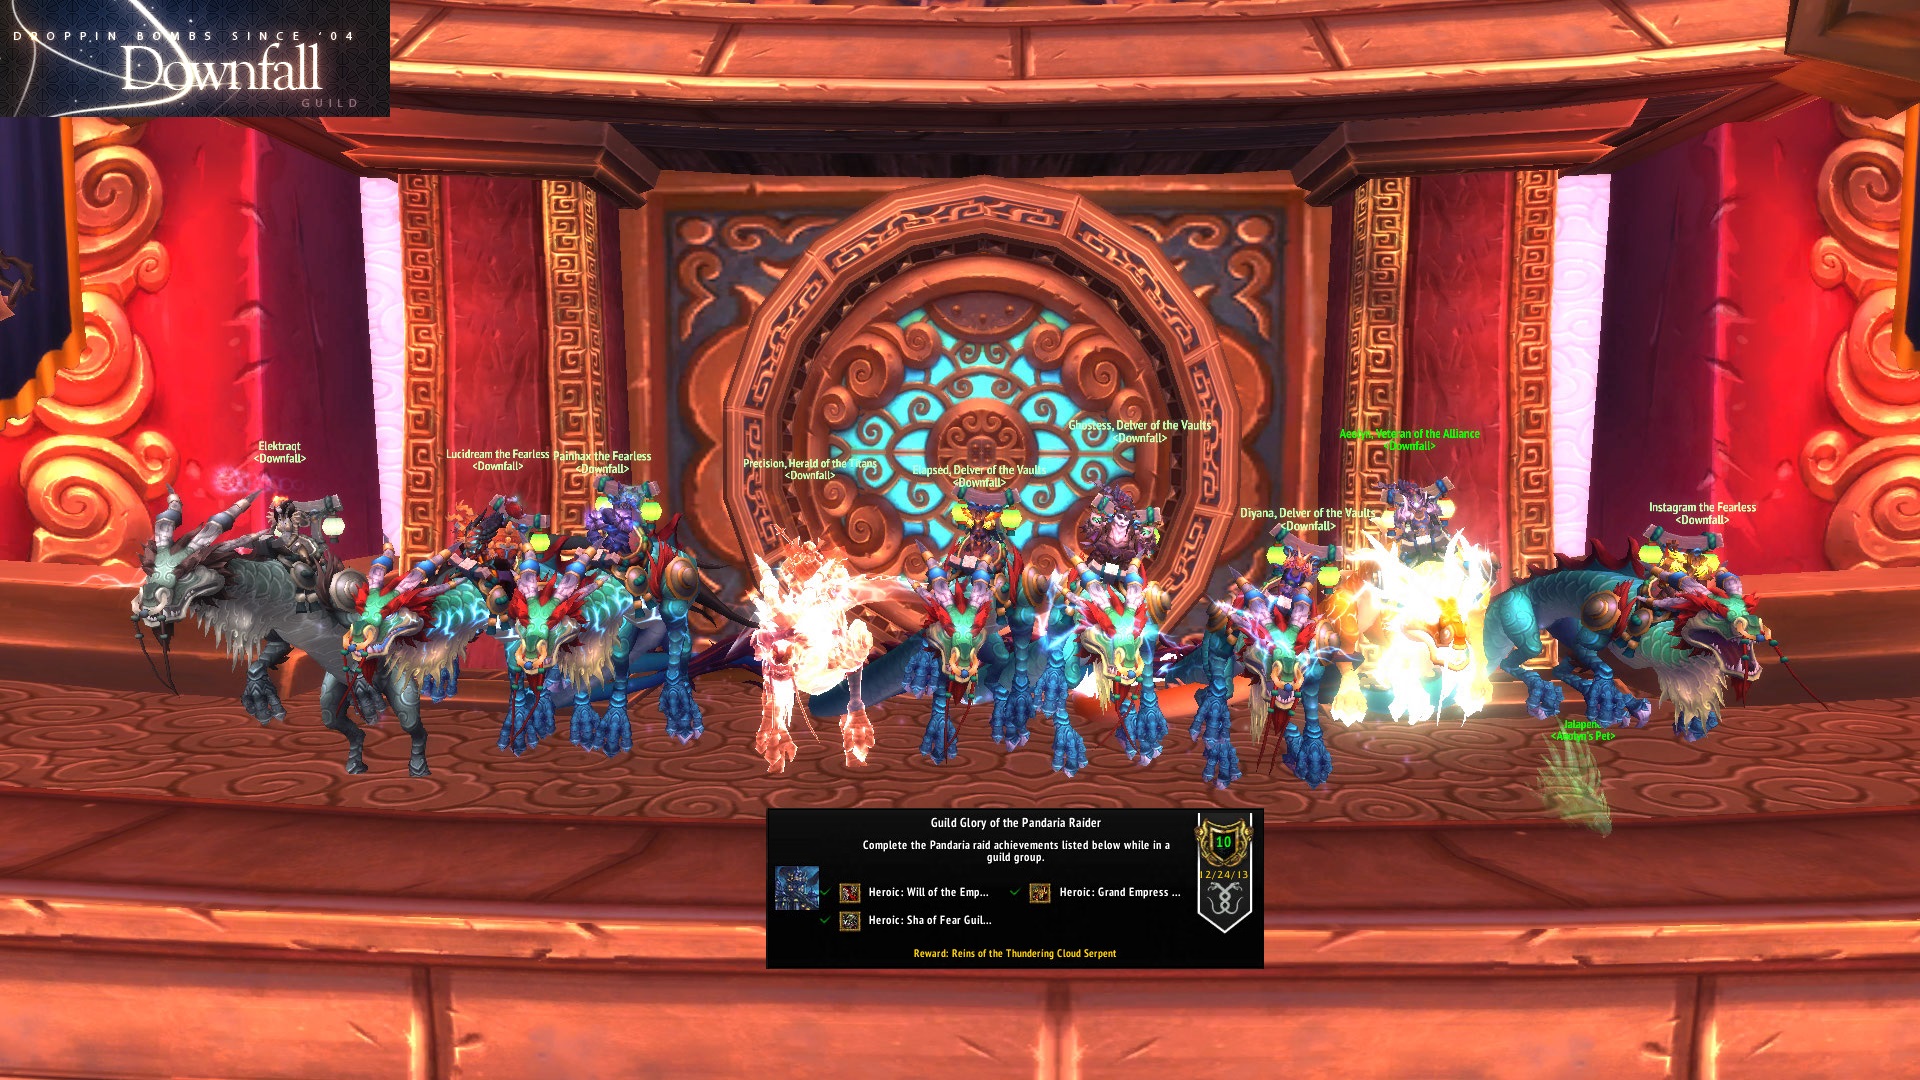 DROPPIN BOMBS SINCE '04
Downfall
GUILD
Elektraqt
<Downfall>
Lucidream the Fearless
<Downfall>
Painhax the Fearless
<Downfall>
Precision, Herald of the Titans
<Downfall>
Elapsed, Delver of the Vaults
<Downfall>
Ghostess, Delver of the Vaults
<Downfall>
Diyana, Delver of the Vaults
<Downfall>
Veteran of the Alliance
<Downfall>
Instagram the Fearless
<Downfall>
Pet>
Guild Glory of the Pandaria Raider
Complete the Pandaria raid achievements listed below while in a
guild group.
10
12/24/13
Heroic: Will of the Emp...
Heroic: Grand Empress ...
Heroic: Sha of Fear Guil...
Reward: Reins of the Thundering Cloud Serpent